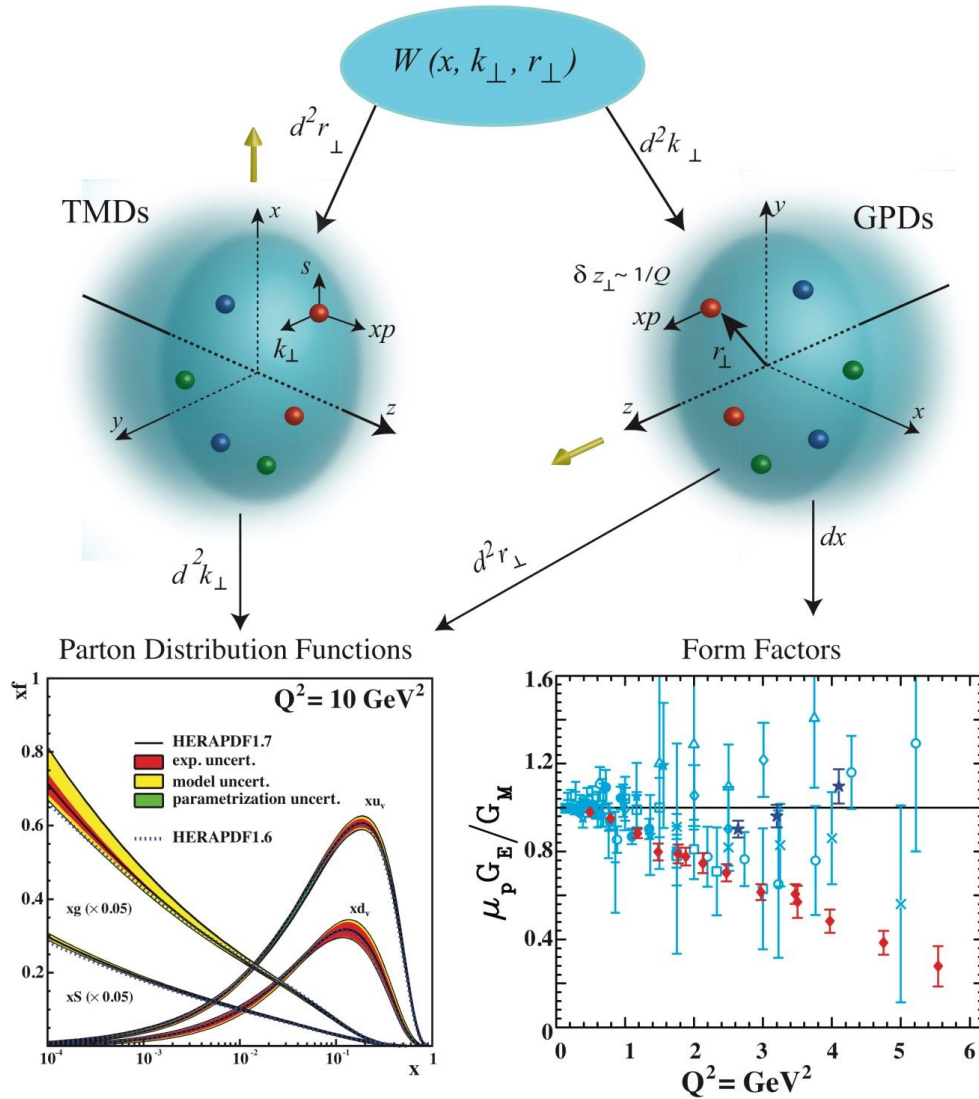 W (x, k⊥, r⊥)
d²r⊥
d²k⊥
TMDs
GPDs
x
y
s
δ z⊥~ 1/Q
xp
k⊥
xp
r⊥
y
z
z
x
d²k⊥
d²r⊥
dx
Parton Distribution Functions
Form Factors
xf
1
Q² = 10 GeV²
HERAPDF1.7
exp. uncert.
model uncert.
parametrization uncert.
HERAPDF1.6
0.8
0.6
0.4
0.2
xuᵥ
xdᵥ
xg (× 0.05)
xS (× 0.05)
10⁻⁴
10⁻³
10⁻²
10⁻¹
1
x
μₚ G_E/G_M
1.6
1.2
0.8
0.4
0
0
1
2
3
4
5
6
Q² = GeV²